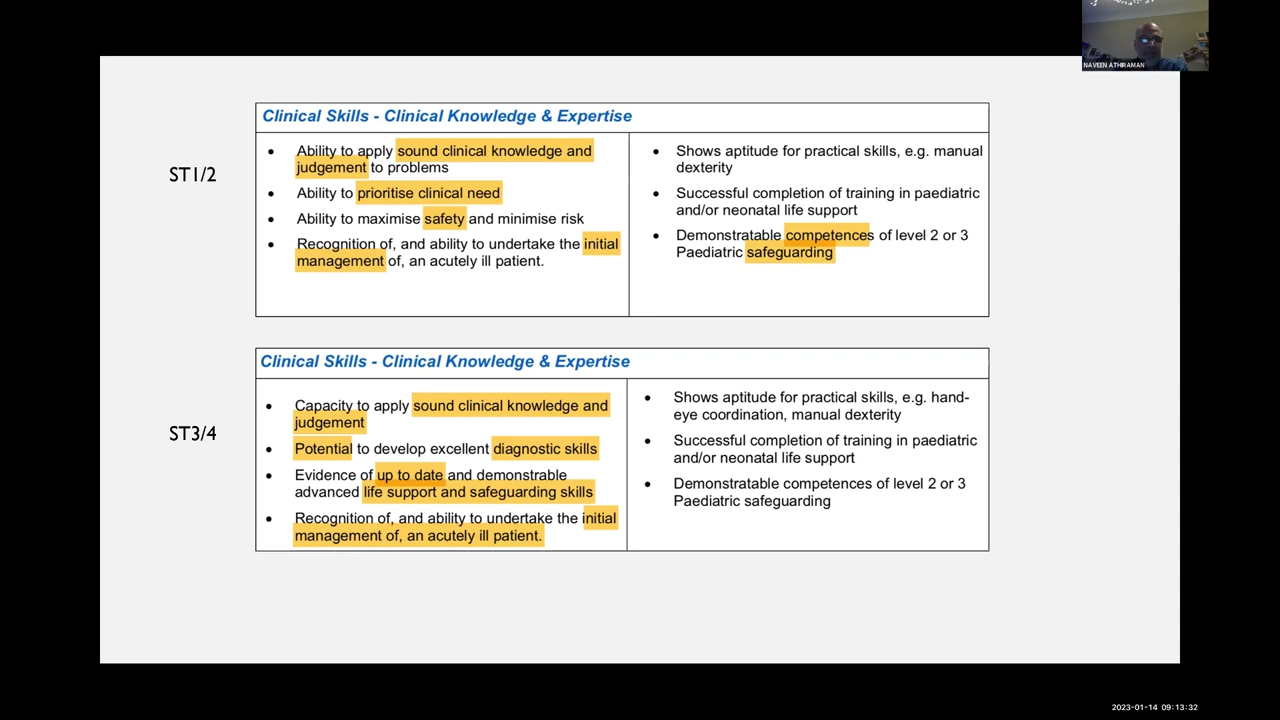 NAVEEN ATHIRAMAN
Clinical Skills - Clinical Knowledge & Expertise
ST1/2
• Ability to apply sound clinical knowledge and
judgement to problems
• Ability to prioritise clinical need
• Ability to maximise safety and minimise risk
• Recognition of, and ability to undertake the initial
management of, an acutely ill patient.
• Shows aptitude for practical skills, e.g. manual
dexterity
• Successful completion of training in paediatric
and/or neonatal life support
• Demonstratable competences of level 2 or 3
Paediatric safeguarding
Clinical Skills - Clinical Knowledge & Expertise
ST3/4
• Capacity to apply sound clinical knowledge and
judgement
• Potential to develop excellent diagnostic skills
• Evidence of up to date and demonstrable
advanced life support and safeguarding skills
• Recognition of, and ability to undertake the initial
management of, an acutely ill patient.
• Shows aptitude for practical skills, e.g. hand-
eye coordination, manual dexterity
• Successful completion of training in paediatric
and/or neonatal life support
• Demonstratable competences of level 2 or 3
Paediatric safeguarding
2023-01-14 09:13:32